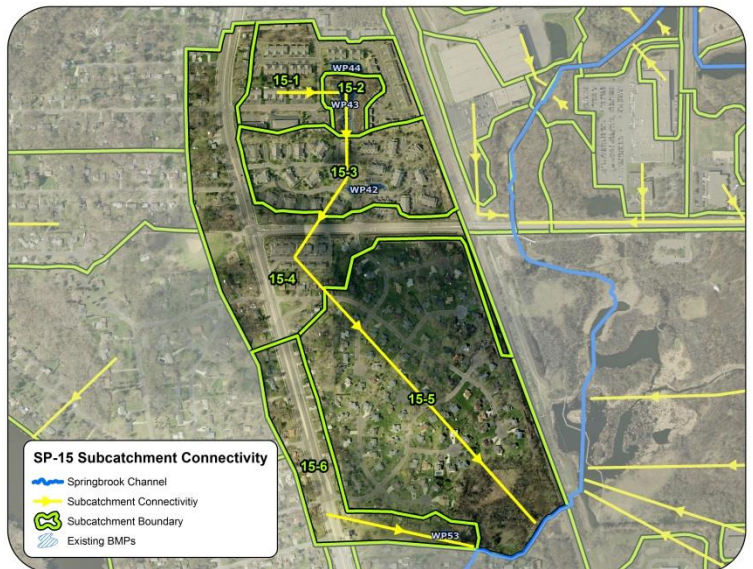 WP44
15-1
15-2
WP43
15-3
WP42
15-4
15-5
15-6
WP53
SP-15 Subcatchment Connectivity
Springbrook Channel
Subcatchment Connectivitiy
Subcatchment Boundary
Existing BMPs